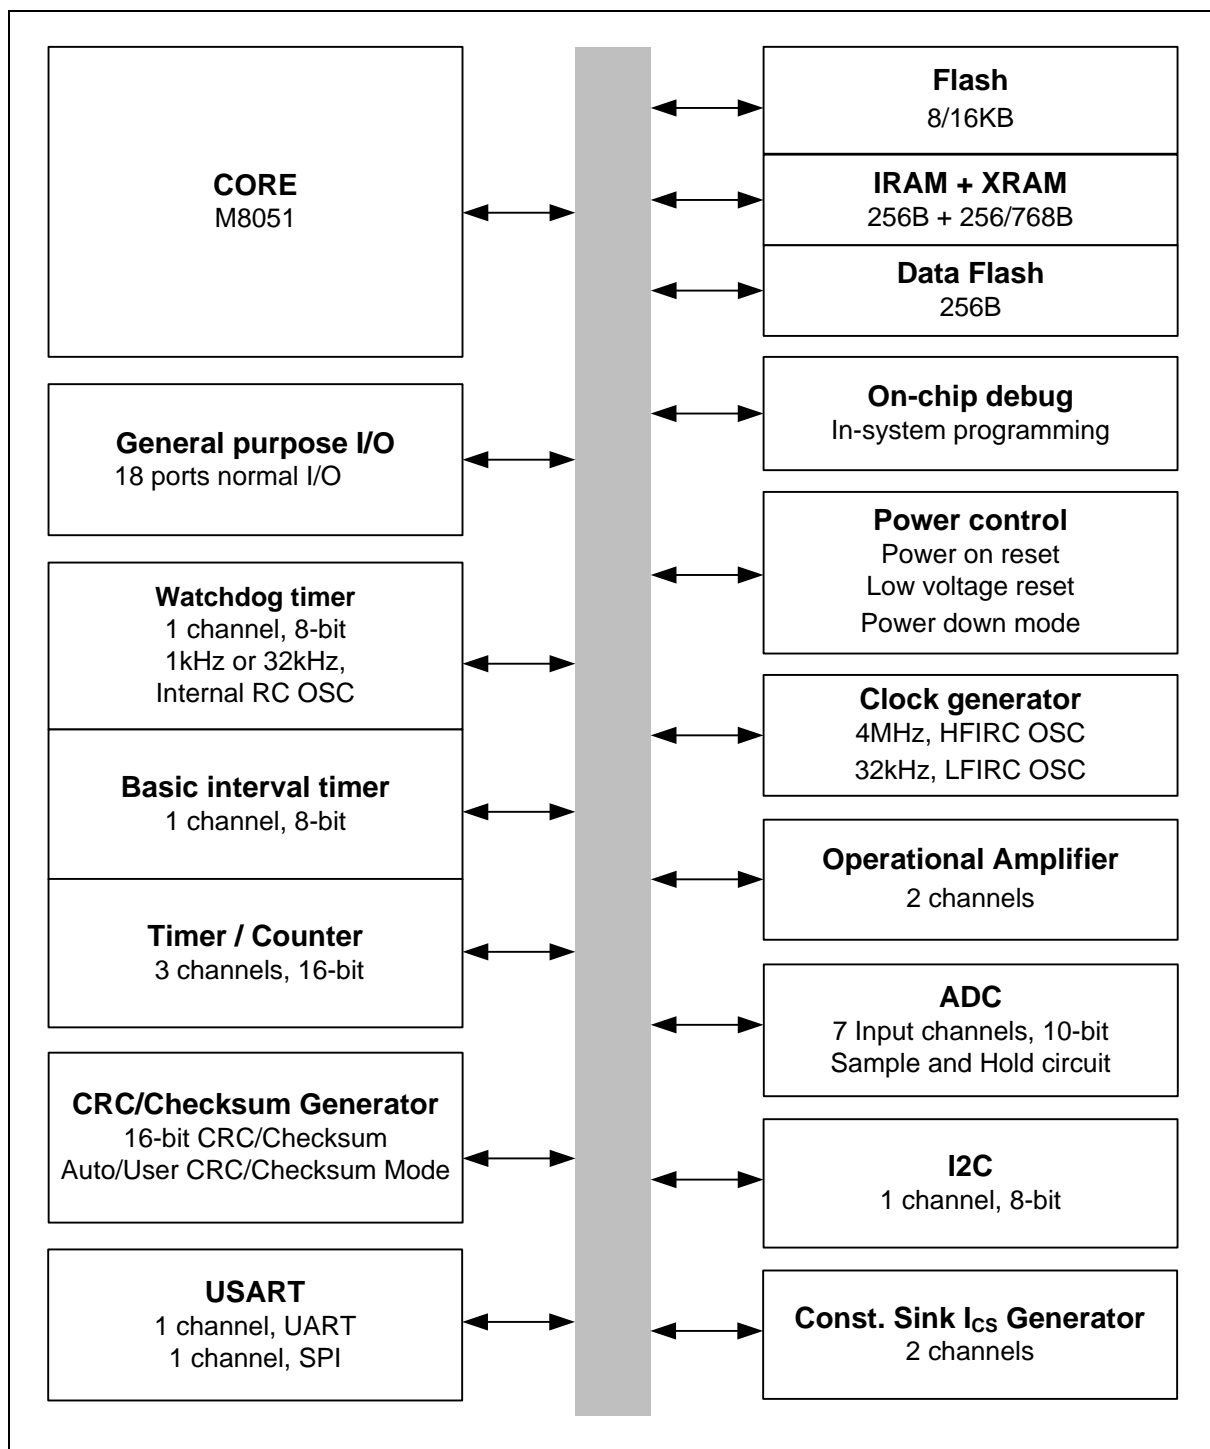 CORE
M8051
General purpose I/O
18 ports normal I/O
Watchdog timer
1 channel, 8-bit
1kHz or 32kHz,
Internal RC OSC
Basic interval timer
1 channel, 8-bit
Timer / Counter
3 channels, 16-bit
CRC/Checksum Generator
16-bit CRC/Checksum
Auto/User CRC/Checksum Mode
USART
1 channel, UART
1 channel, SPI
Flash
8/16KB
IRAM + XRAM
256B + 256/768B
Data Flash
256B
On-chip debug
In-system programming
Power control
Power on reset
Low voltage reset
Power down mode
Clock generator
4MHz, HFIRC OSC
32kHz, LFIRC OSC
Operational Amplifier
2 channels
ADC
7 Input channels, 10-bit
Sample and Hold circuit
I2C
1 channel, 8-bit
Const. Sink ICS Generator
2 channels